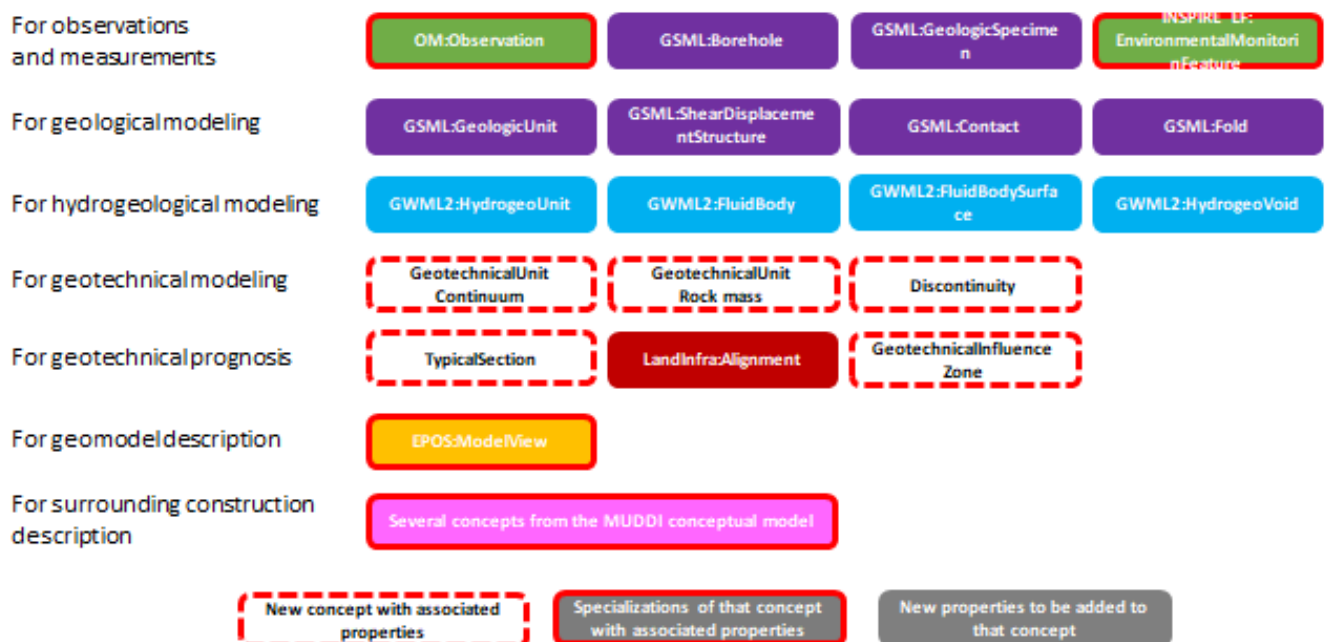 For observations
and measurements
OM:Observation
GSML:Borehole
GSML:GeologicSpecime
n
INSPIRE LF:
EnvironmentalMonitori
nFeature
For geological modeling
GSML:GeologicUnit
GSML:ShearDisplaceme
ntStructure
GSML:Contact
GSML:Fold
For hydrogeological modeling
GWML2:HydrogeoUnit
GWML2:FluidBody
GWML2:FluidBodySurfa
ce
GWML2:HydrogeoVoid
For geotechnical modeling
GeotechnicalUnit
Continuum
GeotechnicalUnit
Rock mass
Discontinuity
For geotechnical prognosis
TypicalSection
LandInfra:Alignment
GeotechnicalInfluence
Zone
For geomodel description
EPOS:ModelView
For surrounding construction
description
Several concepts from the MUDDI conceptual model
New concept with associated
properties
Specializations of that concept
with associated properties
New properties to be added to
that concept